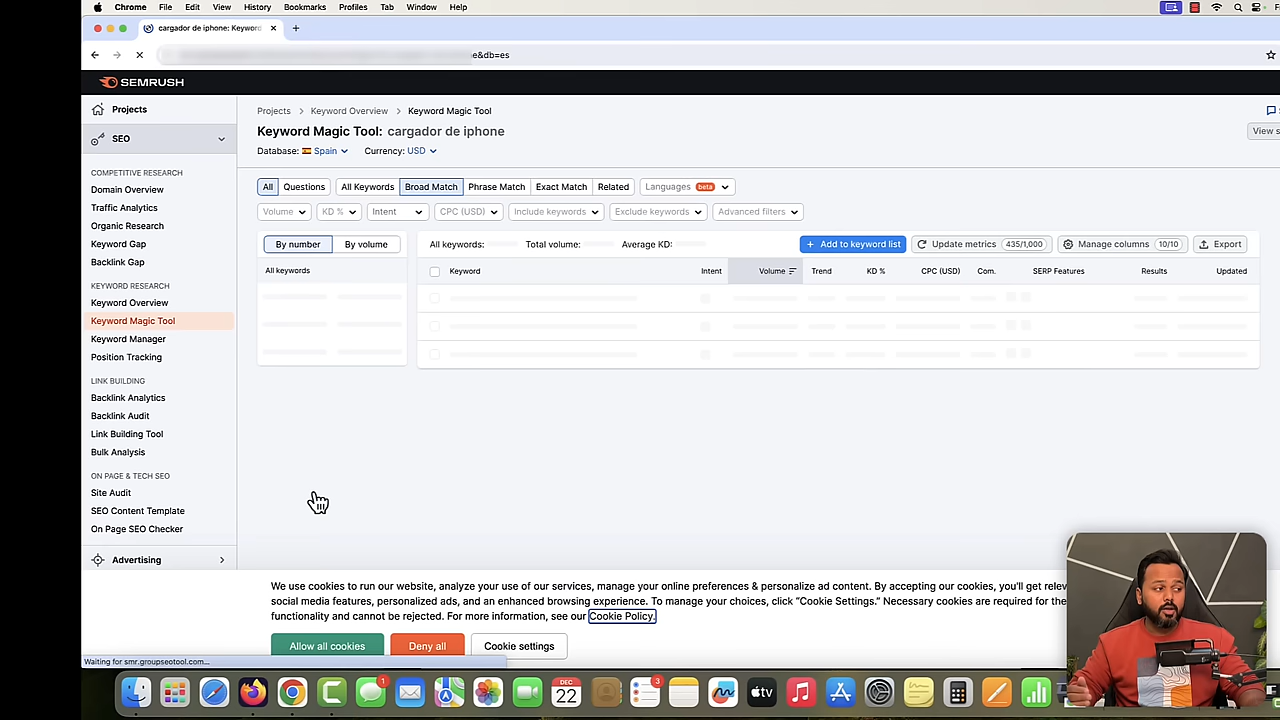 Chrome File Edit View History Bookmarks Profiles Tab Window Help
cargador de iphone: Keyword
e&db=es
SEMRUSH
Projects
SEO
COMPETITIVE RESEARCH
Domain Overview
Traffic Analytics
Organic Research
Keyword Gap
Backlink Gap
KEYWORD RESEARCH
Keyword Overview
Keyword Magic Tool
Keyword Manager
Position Tracking
LINK BUILDING
Backlink Analytics
Backlink Audit
Link Building Tool
Bulk Analysis
ON PAGE & TECH SEO
Site Audit
SEO Content Template
On Page SEO Checker
Advertising
Projects > Keyword Overview > Keyword Magic Tool
Keyword Magic Tool: cargador de iphone
View s
Database: Spain Currency: USD
All Questions All Keywords Broad Match Phrase Match Exact Match Related Languages beta
Volume KD % Intent CPC (USD) Include keywords Exclude keywords Advanced filters
By number By volume
All keywords
All keywords: Total volume: Average KD: + Add to keyword list Update metrics 435/1,000 Manage columns 10/10 Export
Keyword Intent Volume Trend KD % CPC (USD) Com. SERP Features Results Updated
We use cookies to run our website, analyze your use of our services, manage your online preferences & personalize ad content. By accepting our cookies, you'll get relev
social media features, personalized ads, and an enhanced browsing experience. To manage your choices, click "Cookie Settings." Necessary cookies are required for the
functionality and cannot be rejected. For more information, see our Cookie Policy.
Allow all cookies Deny all Cookie settings
Waiting for smr.groupseotool.com...
1
DEC
22
3
tv